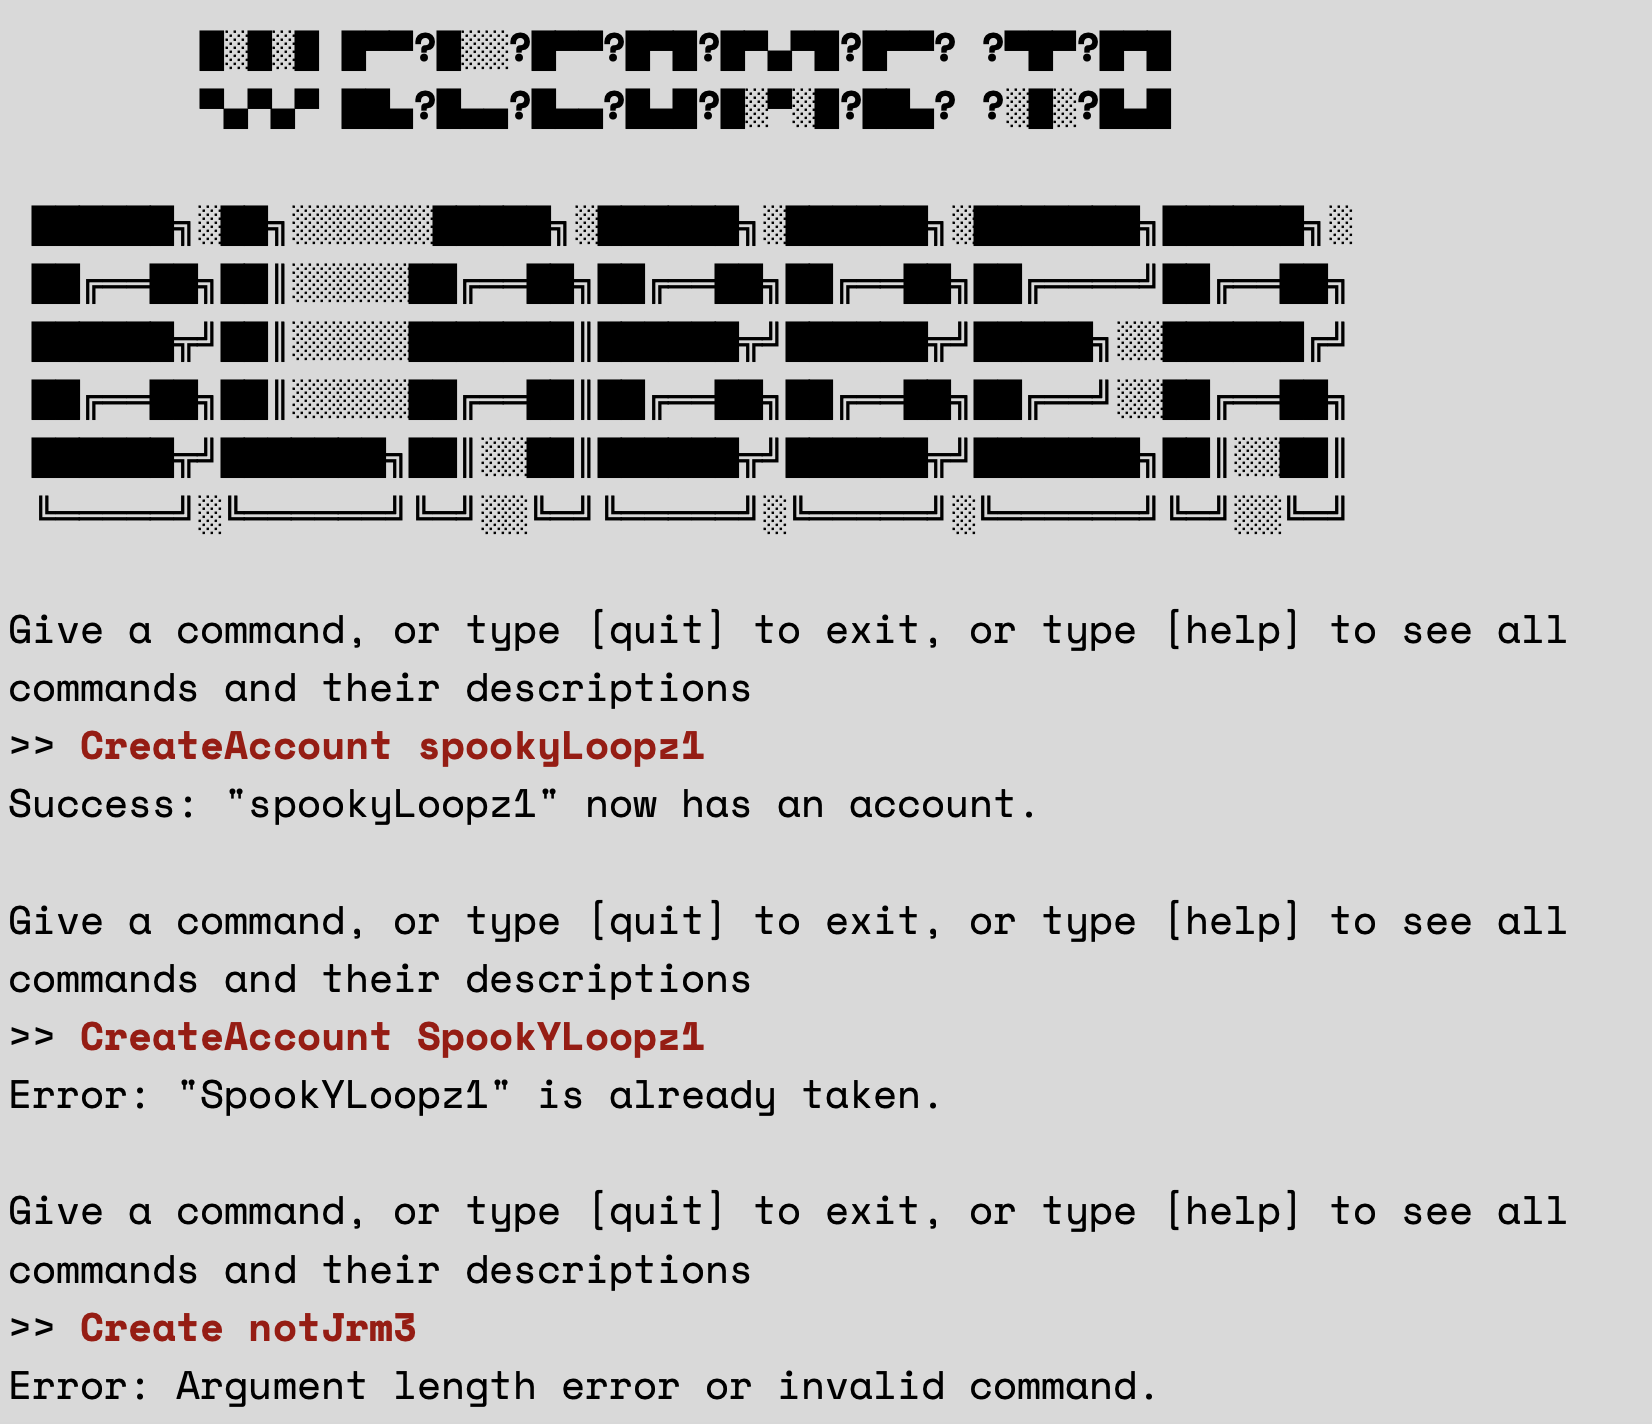 WELCOME TO
BLABBER
Give a command, or type [quit] to exit, or type [help] to see all
commands and their descriptions
>> CreateAccount spookyLoopz1
Success: "spookyLoopz1" now has an account.
Give a command, or type [quit] to exit, or type [help] to see all
commands and their descriptions
>> CreateAccount SpookYLoopz1
Error: "SpookYLoopz1" is already taken.
Give a command, or type [quit] to exit, or type [help] to see all
commands and their descriptions
>> Create notJrm3
Error: Argument length error or invalid command.